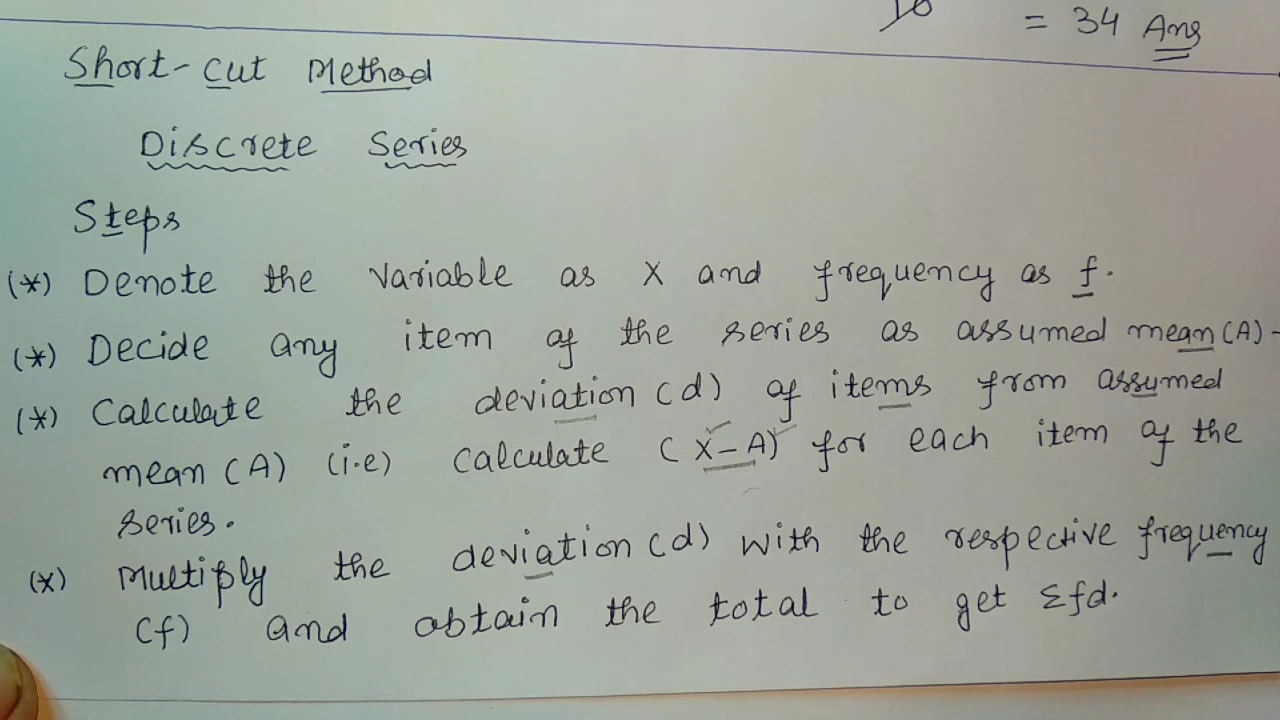 10
= 34 Ans
Short-cut Method
Discrete Series
Steps
(*) Denote the Variable as X and frequency as f.
(*) Decide any item of the series as assumed mean (A) -
(*) Calculate the deviation (d) of items from assumed
mean (A) (i.e) calculate (X-A) for each item of the
series.
(*) Multiply the deviation (d) with the respective frequency
(f) and obtain the total to get Σfd.